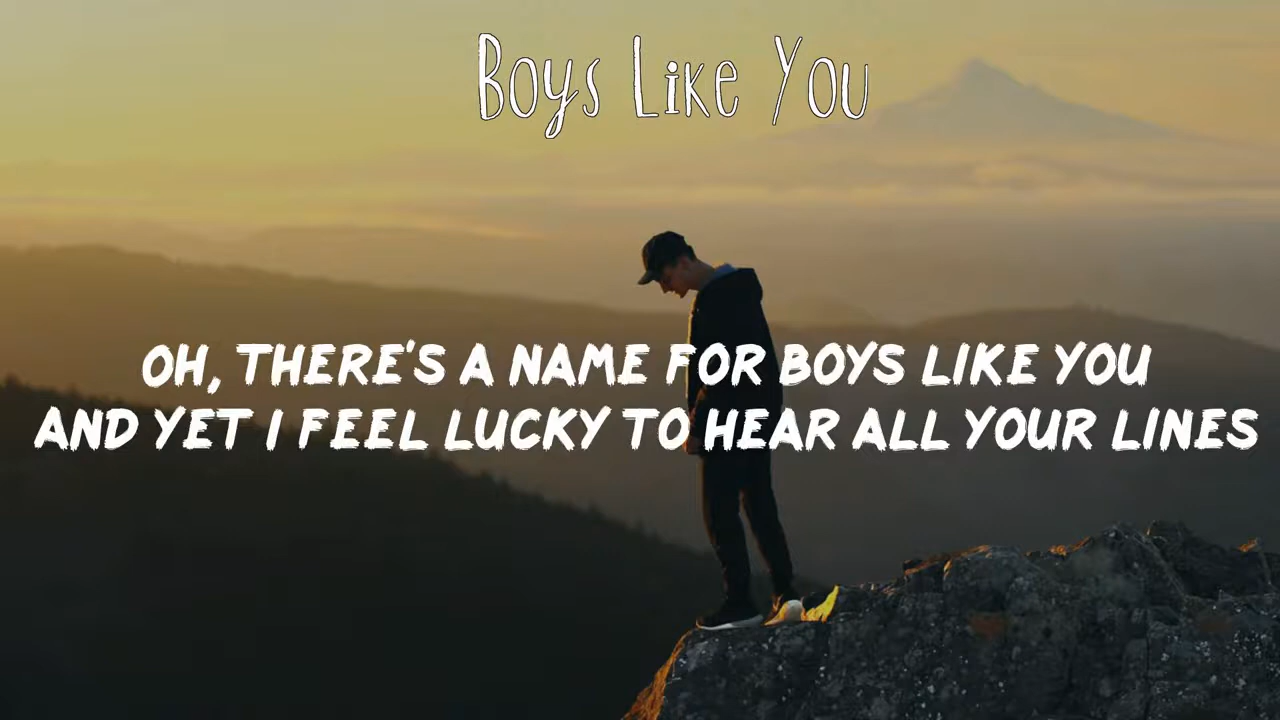 Boys Like You
OH, THERE'S A NAME FOR BOYS LIKE YOU
AND YET I FEEL LUCKY TO HEAR ALL YOUR LINES